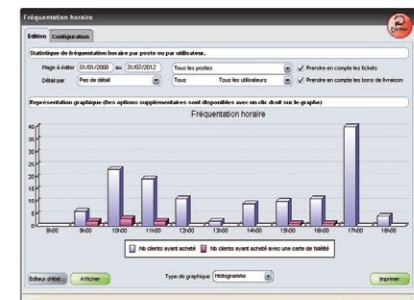 Fréquentation horaire
Fermer
Edition Configuration
Statistique de fréquentation horaire par poste ou par utilisateur.
Plage à éditer 01/01/2000 au 31/07/2012 Tous les postes Prendre en compte les tickets
Détail par Pas de détail Tous Tous les utilisateurs Prendre en compte les bons de livraison
Représentation graphique (Des options supplémentaires sont disponibles avec un clic droit sur le graphe)
Fréquentation horaire
40
35
30
25
20
15
10
5
0
8h00 9h00 10h00 11h00 12h00 13h00 14h00 15h00 16h00 17h00 18h00
Nb clients ayant acheté Nb clients ayant acheté avec une carte de fidélité
Editeur d'état... Afficher Type de graphique Histogramme Imprimer